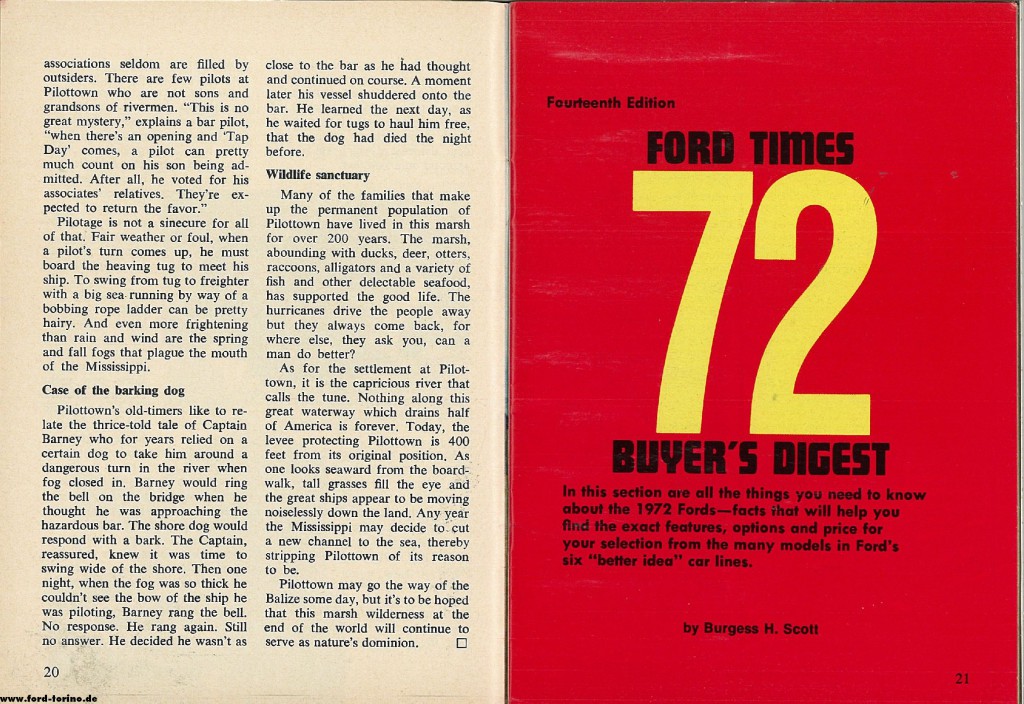 associations seldom are filled by
outsiders. There are few pilots at
Pilottown who are not sons and
grandsons of rivermen. “This is no
great mystery,” explains a bar pilot,
“when there’s an opening and ‘Tap
Day’ comes, a pilot can pretty
much count on his son being ad-
mitted. After all, he voted for his
associates’ relatives. They’re ex-
pected to return the favor.”
Pilotage is not a sinecure for all
of that. Fair weather or foul, when
a pilot’s turn comes up, he must
board the heaving tug to meet his
ship. To swing from tug to freighter
with a big sea running by way of a
bobbing rope ladder can be pretty
hairy. And even more frightening
than rain and wind are the spring
and fall fogs that plague the mouth
of the Mississippi.
Case of the barking dog
Pilottown’s old-timers like to re-
late the thrice-told tale of Captain
Barney who for years relied on a
certain dog to take him around a
dangerous turn in the river when
fog closed in. Barney would ring
the bell on the bridge when he
thought he was approaching the
hazardous bar. The shore dog would
respond with a bark. The Captain,
reassured, knew it was time to
swing wide of the shore. Then one
night, when the fog was so thick he
couldn’t see the bow of the ship he
was piloting, Barney rang the bell.
No response. He rang again. Still
no answer. He decided he wasn’t as
close to the bar as he had thought
and continued on course. A moment
later his vessel shuddered onto the
bar. He learned the next day, as
he waited for tugs to haul him free,
that the dog had died the night
before.
Wildlife sanctuary
Many of the families that make
up the permanent population of
Pilottown have lived in this marsh
for over 200 years. The marsh,
abounding with ducks, deer, otters,
raccoons, alligators and a variety of
fish and other delectable seafood,
has supported the good life. The
hurricanes drive the people away
but they always come back, for
where else, they ask you, can a
man do better?
As for the settlement at Pilot-
town, it is the capricious river that
calls the tune. Nothing along this
great waterway which drains half
of America is forever. Today, the
levee protecting Pilottown is 400
feet from its original position. As
one looks seaward from the board-
walk, tall grasses fill the eye and
the great ships appear to be moving
noiselessly down the land. Any year
the Mississippi may decide to cut
a new channel to the sea, thereby
stripping Pilottown of its reason
to be.
Pilottown may go the way of the
Balize some day, but it’s to be hoped
that this marsh wilderness at the
end of the world will continue to
serve as nature’s dominion. □
20
www.ford-torino.de
Fourteenth Edition
FORD TIMES
72
BUYER’S DIGEST
In this section are all the things you need to know
about the 1972 Fords—facts that will help you
find the exact features, options and price for
your selection from the many models in Ford’s
six “better idea” car lines.
by Burgess H. Scott
21